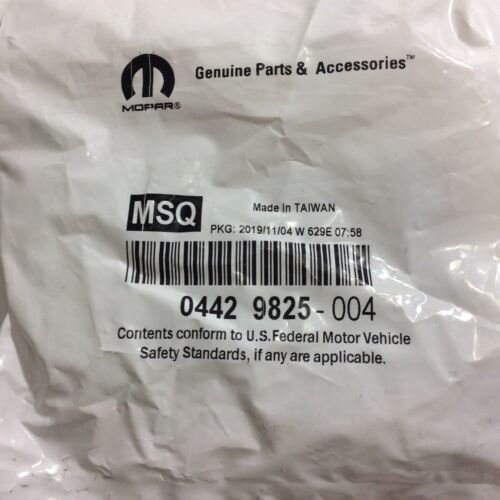 Genuine Parts & Accessories™
MOPAR®
MSQ
Made In TAIWAN
PKG: 2019/11/04 W 629E 07:58
0442 9825-004
Contents conform to U.S.Federal Motor Vehicle
Safety Standards, if any are applicable.